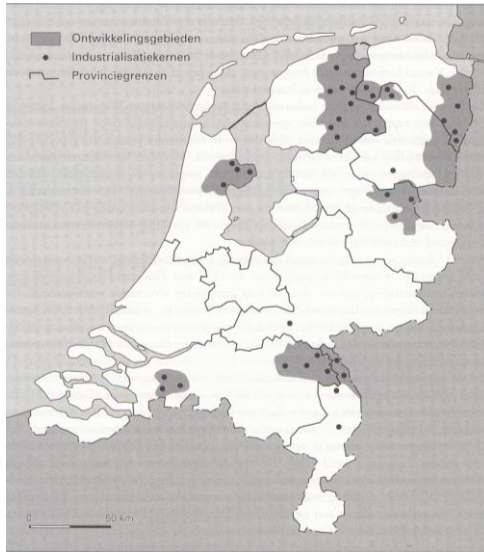 Ontwikkelingsgebieden
Industrialisatiekernen
Provinciegrenzen
0 50 km